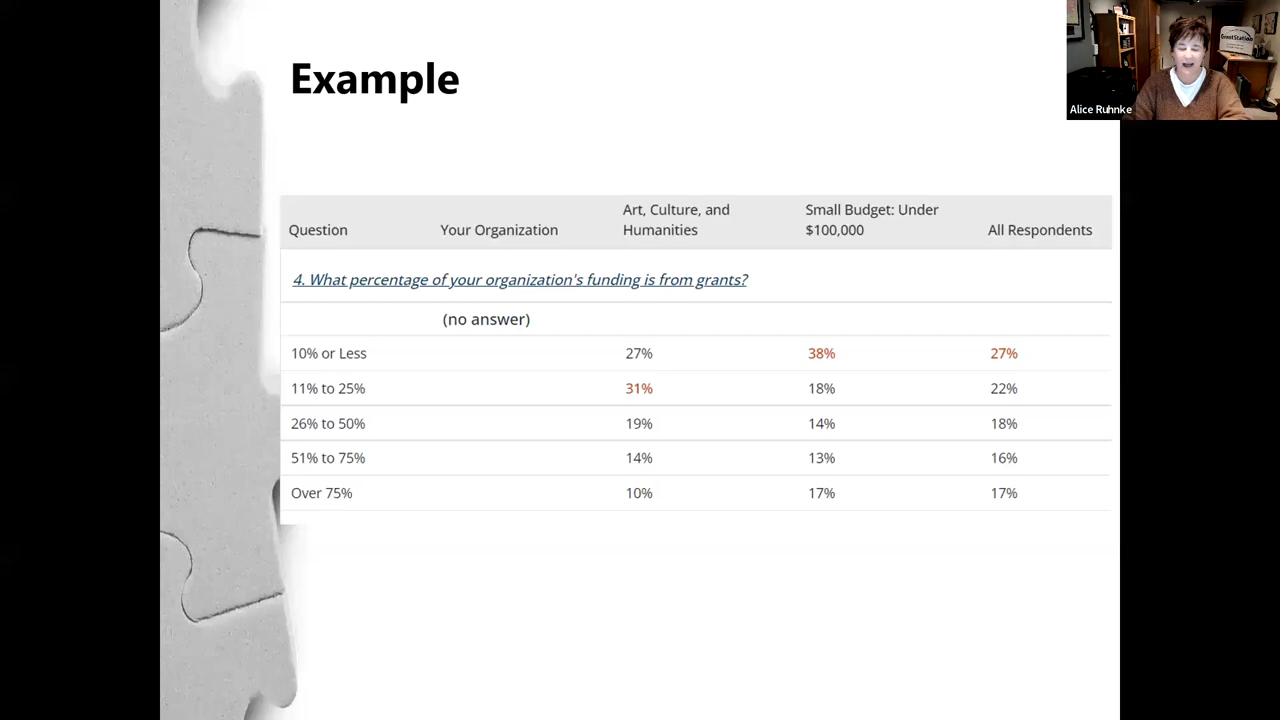 Example
Alice Ruhnke
GrantStation
Art, Culture, and
Small Budget: Under
Question
Your Organization
Humanities
$100,000
All Respondents
4. What percentage of your organization's funding is from grants?
(no answer)
10% or Less 27% 38% 27%
11% to 25% 31% 18% 22%
26% to 50% 19% 14% 18%
51% to 75% 14% 13% 16%
Over 75% 10% 17% 17%